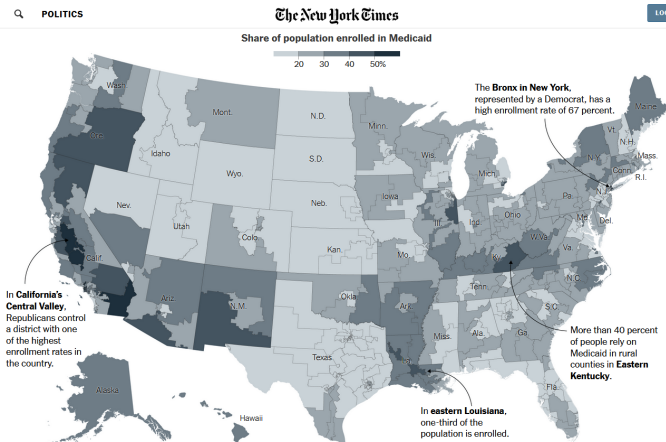 POLITICS
The New York Times
LO
Share of population enrolled in Medicaid
20 30 40 50%
The Bronx in New York,
represented by a Democrat, has a
high enrollment rate of 67 percent.
Wash.
Mont.
N.D.
Minn.
Maine
Vt.
N.H.
Ore.
Idaho
S.D.
Wis.
Mich.
N.Y.
Mass.
Conn.
R.I.
Wyo.
Iowa
Pa.
N.J.
Nev.
Neb.
Ill.
Ind.
Ohio
Md.
Del.
Utah
Colo.
Kan.
Mo.
W.Va.
Va.
Calif.
Ky.
In California's
Central Valley,
Republicans control
a district with one
of the highest
enrollment rates in
the country.
Ariz.
N.M.
Okla.
Ark.
Tenn.
N.C.
S.C.
Miss.
Ala.
Ga.
More than 40 percent
of people rely on
Medicaid in rural
counties in Eastern
Kentucky.
Texas
La.
Fla.
Alaska
Hawaii
In eastern Louisiana,
one-third of the
population is enrolled.